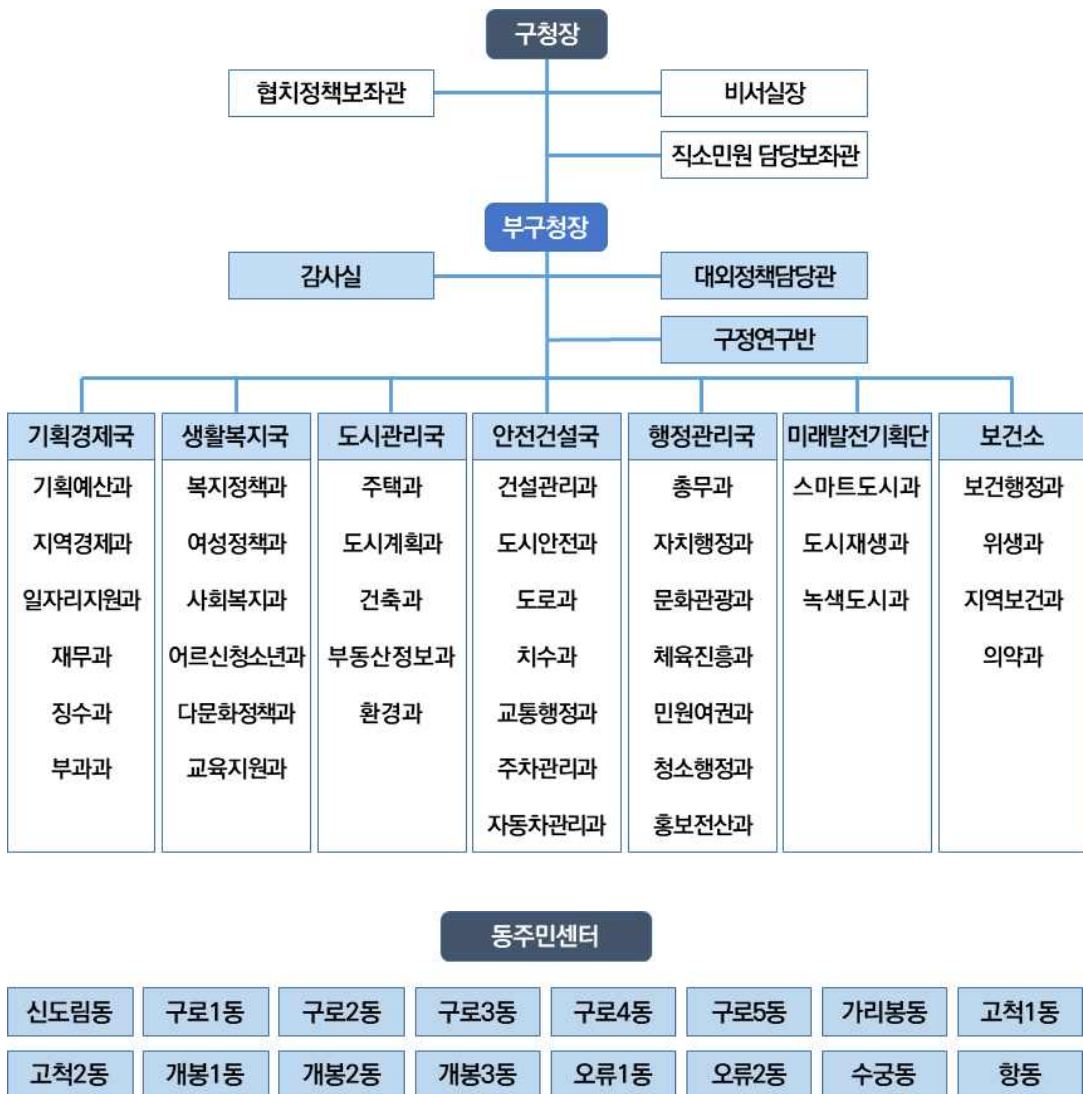 구청장
협치정책보좌관
비서실장
직소민원 담당보좌관
부구청장
감사실
대외정책담당관
구정연구반
기획경제국
기획예산과
지역경제과
일자리지원과
재무과
징수과
부과과
생활복지국
복지정책과
여성정책과
사회복지과
어르신청소년과
다문화정책과
교육지원과
도시관리국
주택과
도시계획과
건축과
부동산정보과
환경과
안전건설국
건설관리과
도시안전과
도로과
치수과
교통행정과
주차관리과
자동차관리과
행정관리국
총무과
자치행정과
문화관광과
체육진흥과
민원여권과
청소행정과
홍보전산과
미래발전기획단
스마트도시과
도시재생과
녹색도시과
보건소
보건행정과
위생과
지역보건과
의약과
동주민센터
신도림동 구로1동 구로2동 구로3동 구로4동 구로5동 가리봉동 고척1동
고척2동 개봉1동 개봉2동 개봉3동 오류1동 오류2동 수궁동 항동